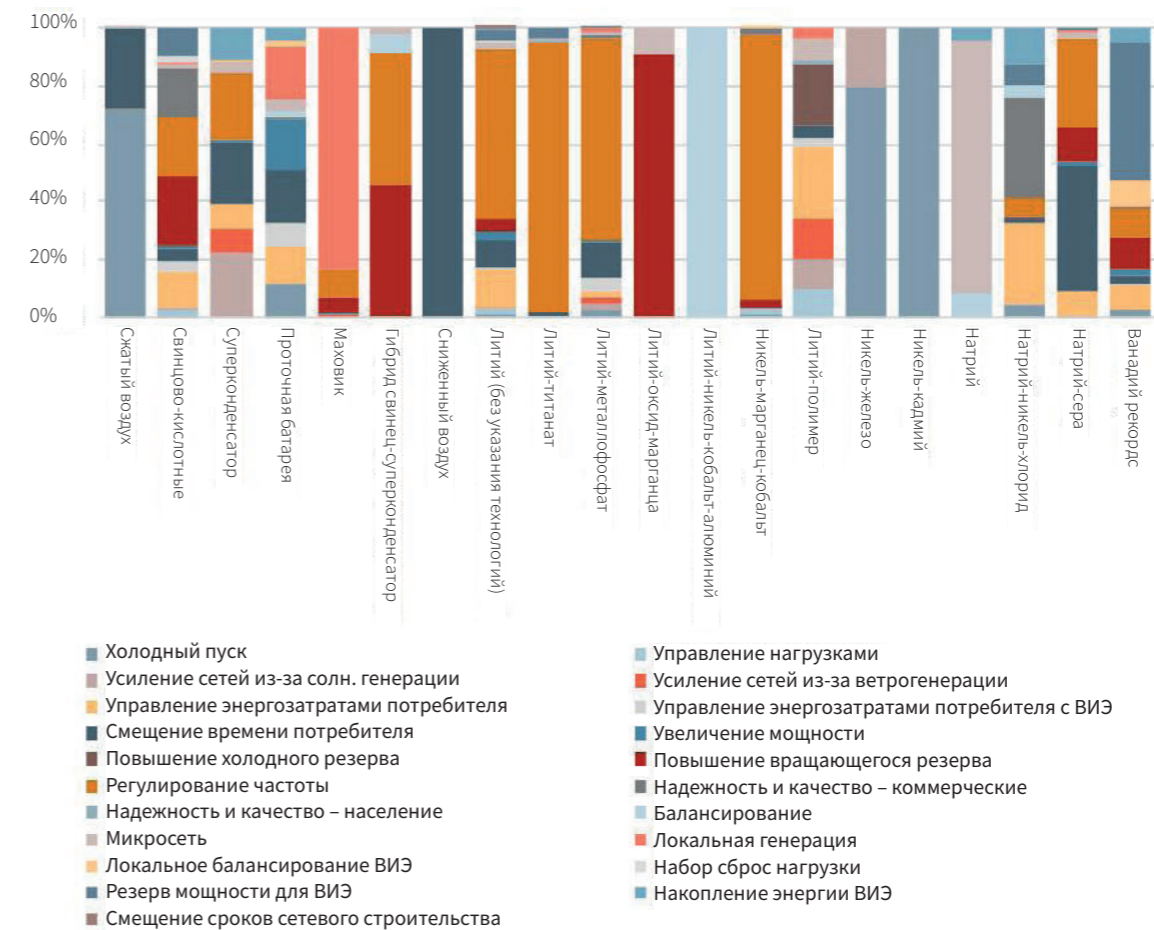 100%
80%
60%
40%
20%
0%
Сжатый воздух
Свинцово-кислотные
Суперконденсатор
Проточная батарея
Маховик
Гибрид свинец-суперконденсатор
Сниженный воздух
Литий (без указания технологий)
Литий-титанат
Литий-металлофосфат
Литий-оксид-марганца
Литий-никель-кобальт-алюминий
Никель-марганец-кобальт
Литий-полимер
Никель-железо
Никель-кадмий
Натрий
Натрий-никель-хлорид
Натрий-сера
Ванадий рекордс
Холодный пуск
Усиление сетей из-за солн. генерации
Управление энергозатратами потребителя
Смещение времени потребителя
Повышение холодного резерва
Регулирование частоты
Надежность и качество – население
Микросеть
Локальное балансирование ВИЭ
Резерв мощности для ВИЭ
Смещение сроков сетевого строительства
Управление нагрузками
Усиление сетей из-за ветрогенерации
Управление энергозатратами потребителя с ВИЭ
Увеличение мощности
Повышение вращающегося резерва
Надежность и качество – коммерческие
Балансирование
Локальная генерация
Набор сброс нагрузки
Накопление энергии ВИЭ